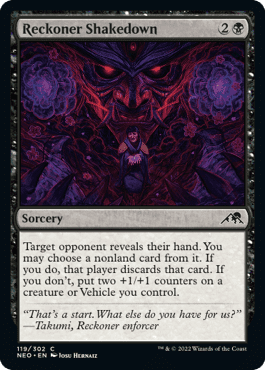 Reckoner Shakedown 2
Sorcery
Target opponent reveals their hand. You
may choose a nonland card from it. If
you do, that player discards that card. If
you don't, put two +1/+1 counters on a
creature or Vehicle you control.
"That's a start. What else do you have for us?"
—Takumi, Reckoner enforcer
119/302 C
NEO • EN Iosu Hernaiz
™ & © 2022 Wizards of the Coast